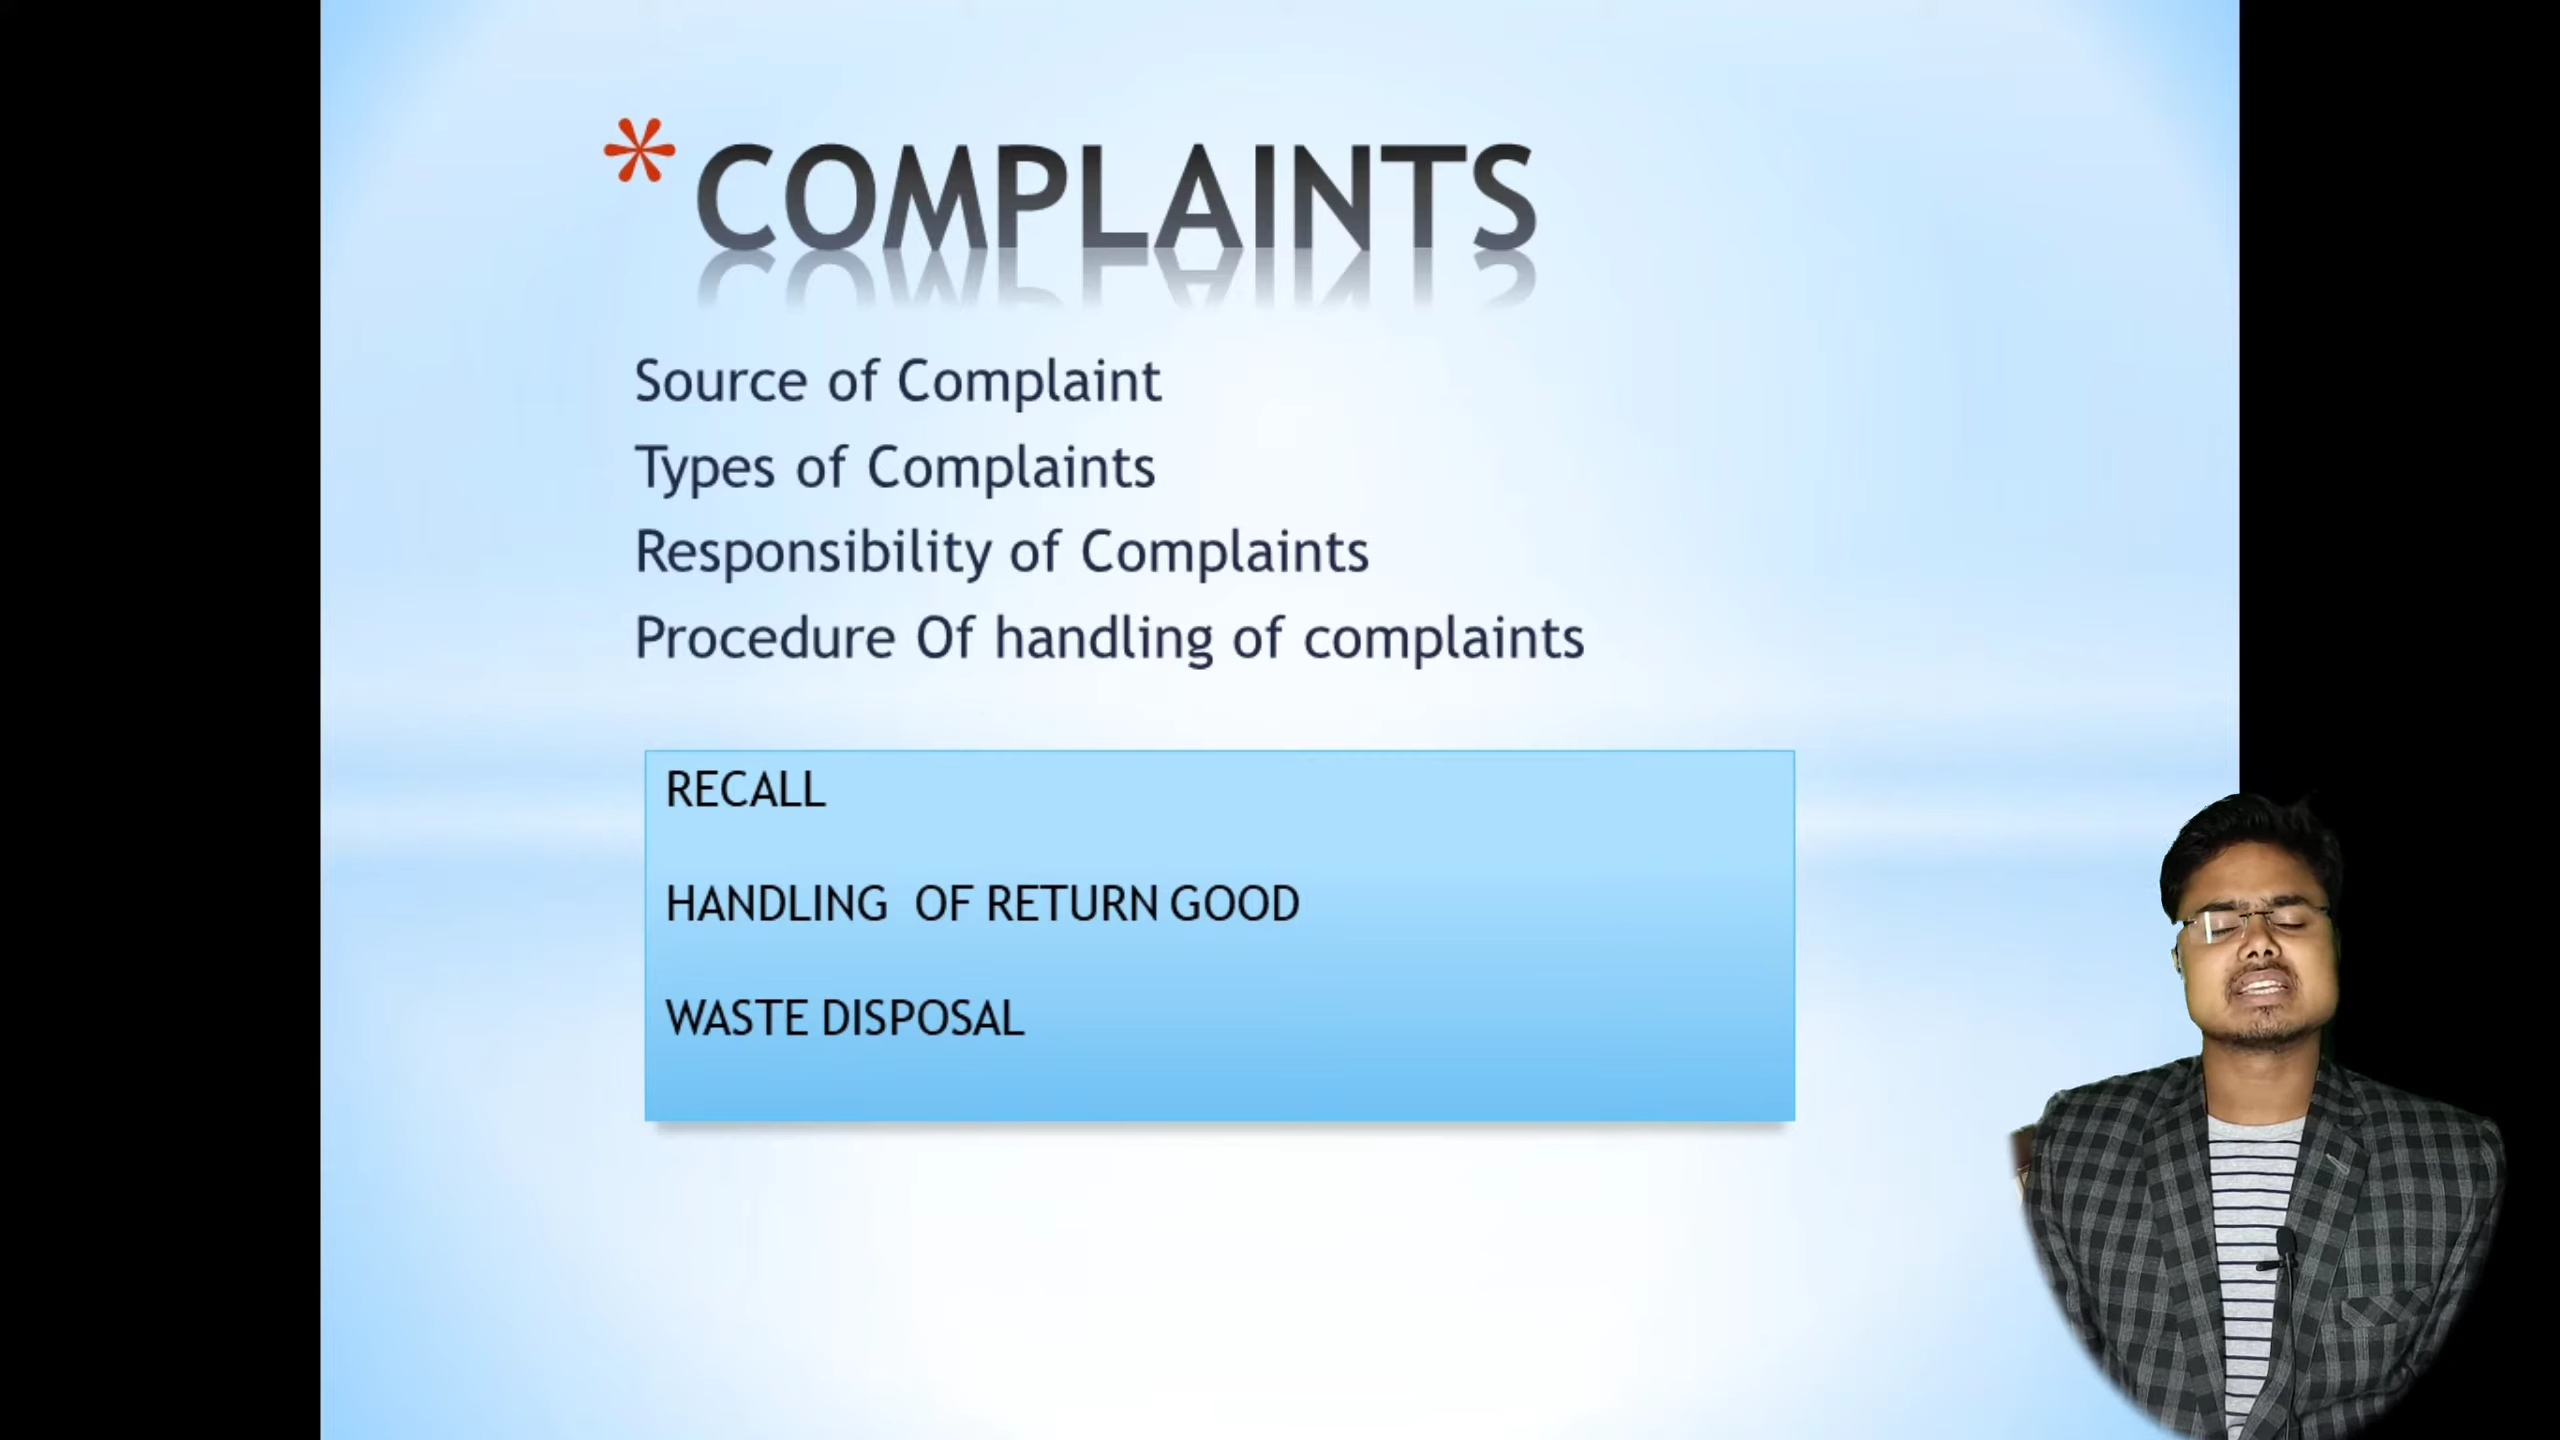 * COMPLAINTS
Source of Complaint
Types of Complaints
Responsibility of Complaints
Procedure Of handling of complaints
RECALL
HANDLING OF RETURN GOOD
WASTE DISPOSAL